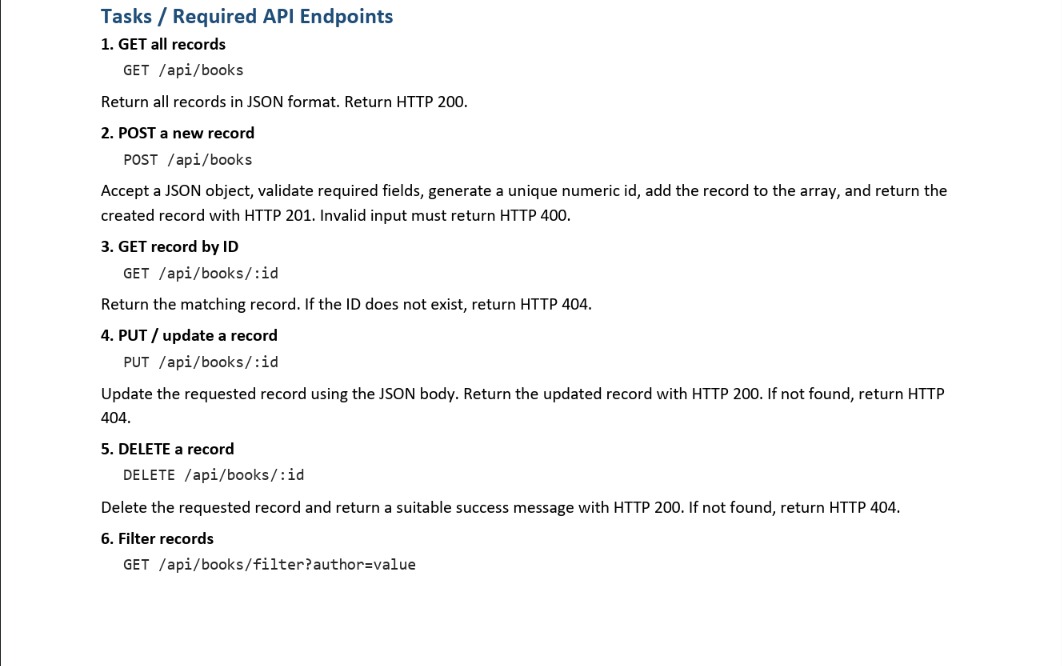 Tasks / Required API Endpoints
1. GET all records
GET /api/books
Return all records in JSON format. Return HTTP 200.
2. POST a new record
POST /api/books
Accept a JSON object, validate required fields, generate a unique numeric id, add the record to the array, and return the
created record with HTTP 201. Invalid input must return HTTP 400.
3. GET record by ID
GET /api/books/:id
Return the matching record. If the ID does not exist, return HTTP 404.
4. PUT / update a record
PUT /api/books/:id
Update the requested record using the JSON body. Return the updated record with HTTP 200. If not found, return HTTP
404.
5. DELETE a record
DELETE /api/books/:id
Delete the requested record and return a suitable success message with HTTP 200. If not found, return HTTP 404.
6. Filter records
GET /api/books/filter?author=value